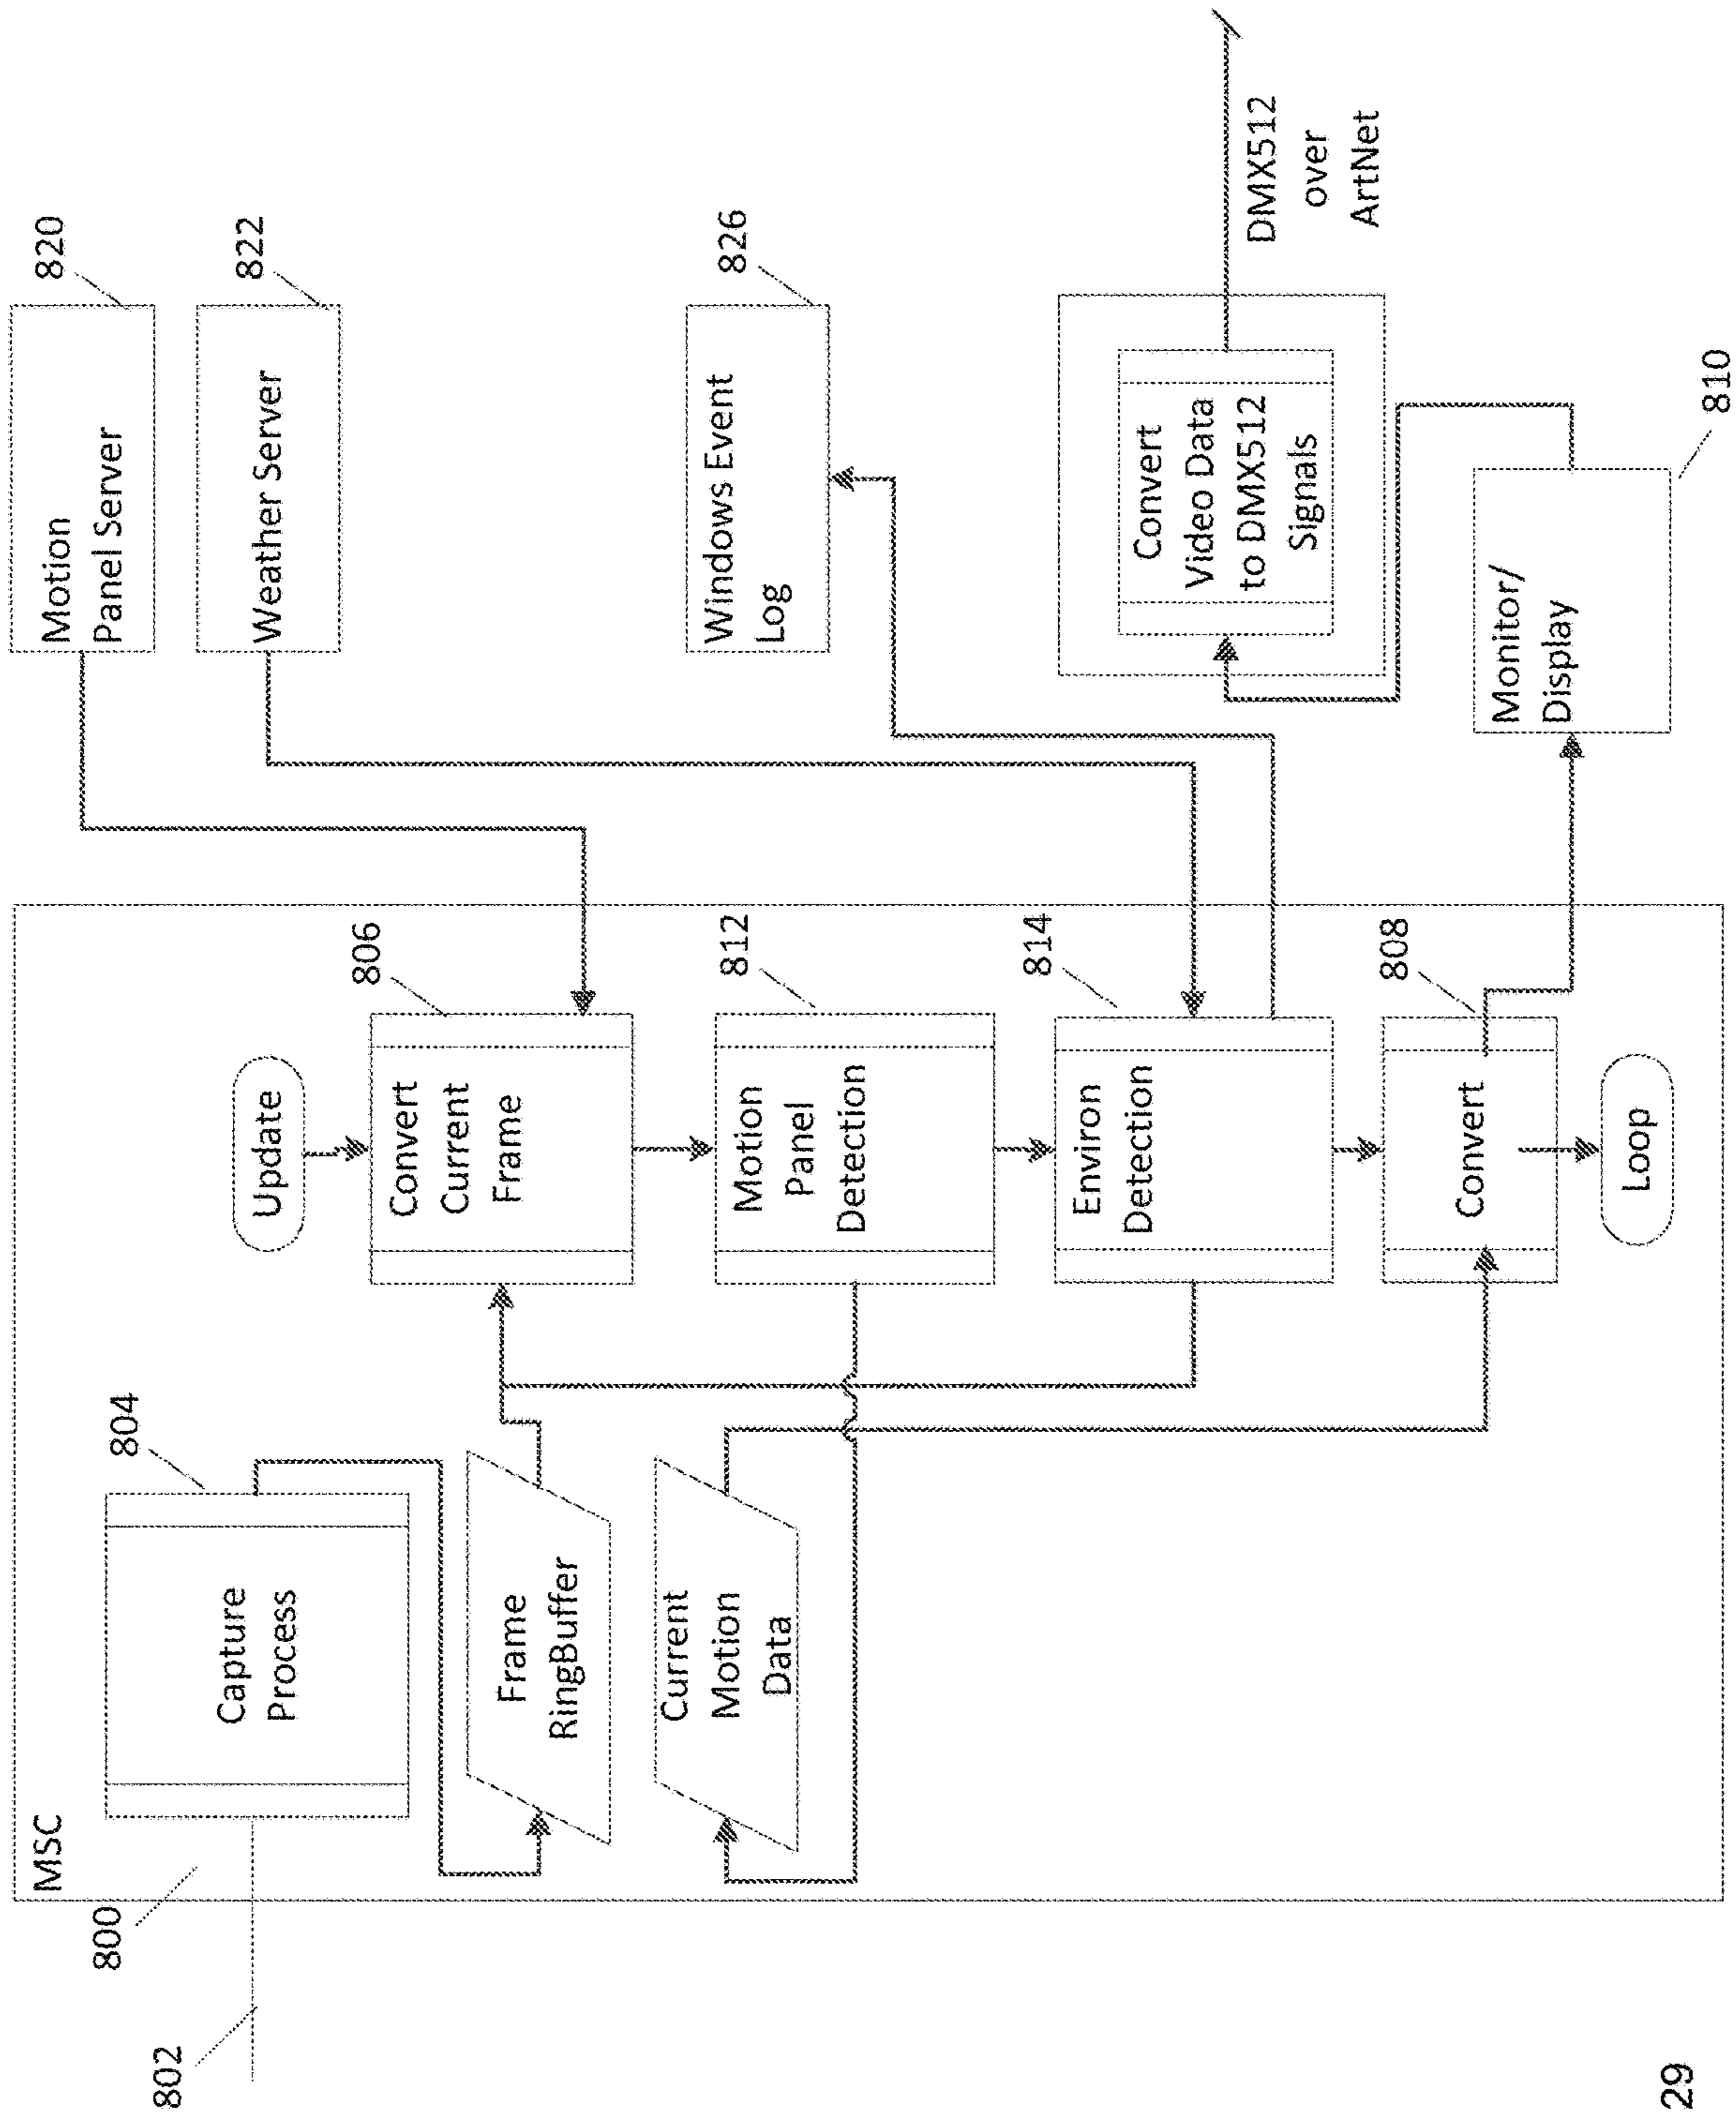 MSC
800
802
804
Capture
Process
Frame
RingBuffer
Current
Motion
Data
Update
806
Convert
Current
Frame
812
Motion
Panel
Detection
814
Environ
Detection
808
Convert
Loop
820
Motion
Panel Server
822
Weather Server
826
Windows Event
Log
Convert
Video Data
to DMX512
Signals
DMX512
over
ArtNet
810
Monitor/
Display
29